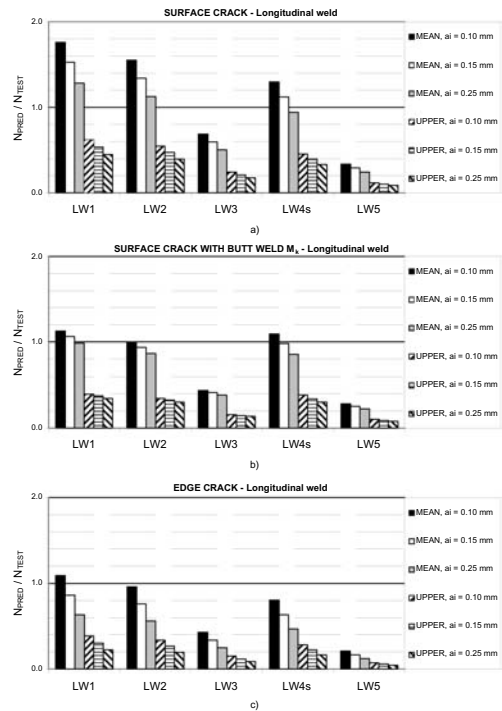 SURFACE CRACK - Longitudinal weld
2.0
1.0
0.0
N_PRED / N_TEST
LW1 LW2 LW3 LW4s LW5
MEAN, ai = 0.10 mm
MEAN, ai = 0.15 mm
MEAN, ai = 0.25 mm
UPPER, ai = 0.10 mm
UPPER, ai = 0.15 mm
UPPER, ai = 0.25 mm
a)
SURFACE CRACK WITH BUTT WELD M_k - Longitudinal weld
2.0
1.0
0.0
N_PRED / N_TEST
LW1 LW2 LW3 LW4s LW5
MEAN, ai = 0.10 mm
MEAN, ai = 0.15 mm
MEAN, ai = 0.25 mm
UPPER, ai = 0.10 mm
UPPER, ai = 0.15 mm
UPPER, ai = 0.25 mm
b)
EDGE CRACK - Longitudinal weld
2.0
1.0
0.0
N_PRED / N_TEST
LW1 LW2 LW3 LW4s LW5
MEAN, ai = 0.10 mm
MEAN, ai = 0.15 mm
MEAN, ai = 0.25 mm
UPPER, ai = 0.10 mm
UPPER, ai = 0.15 mm
UPPER, ai = 0.25 mm
c)